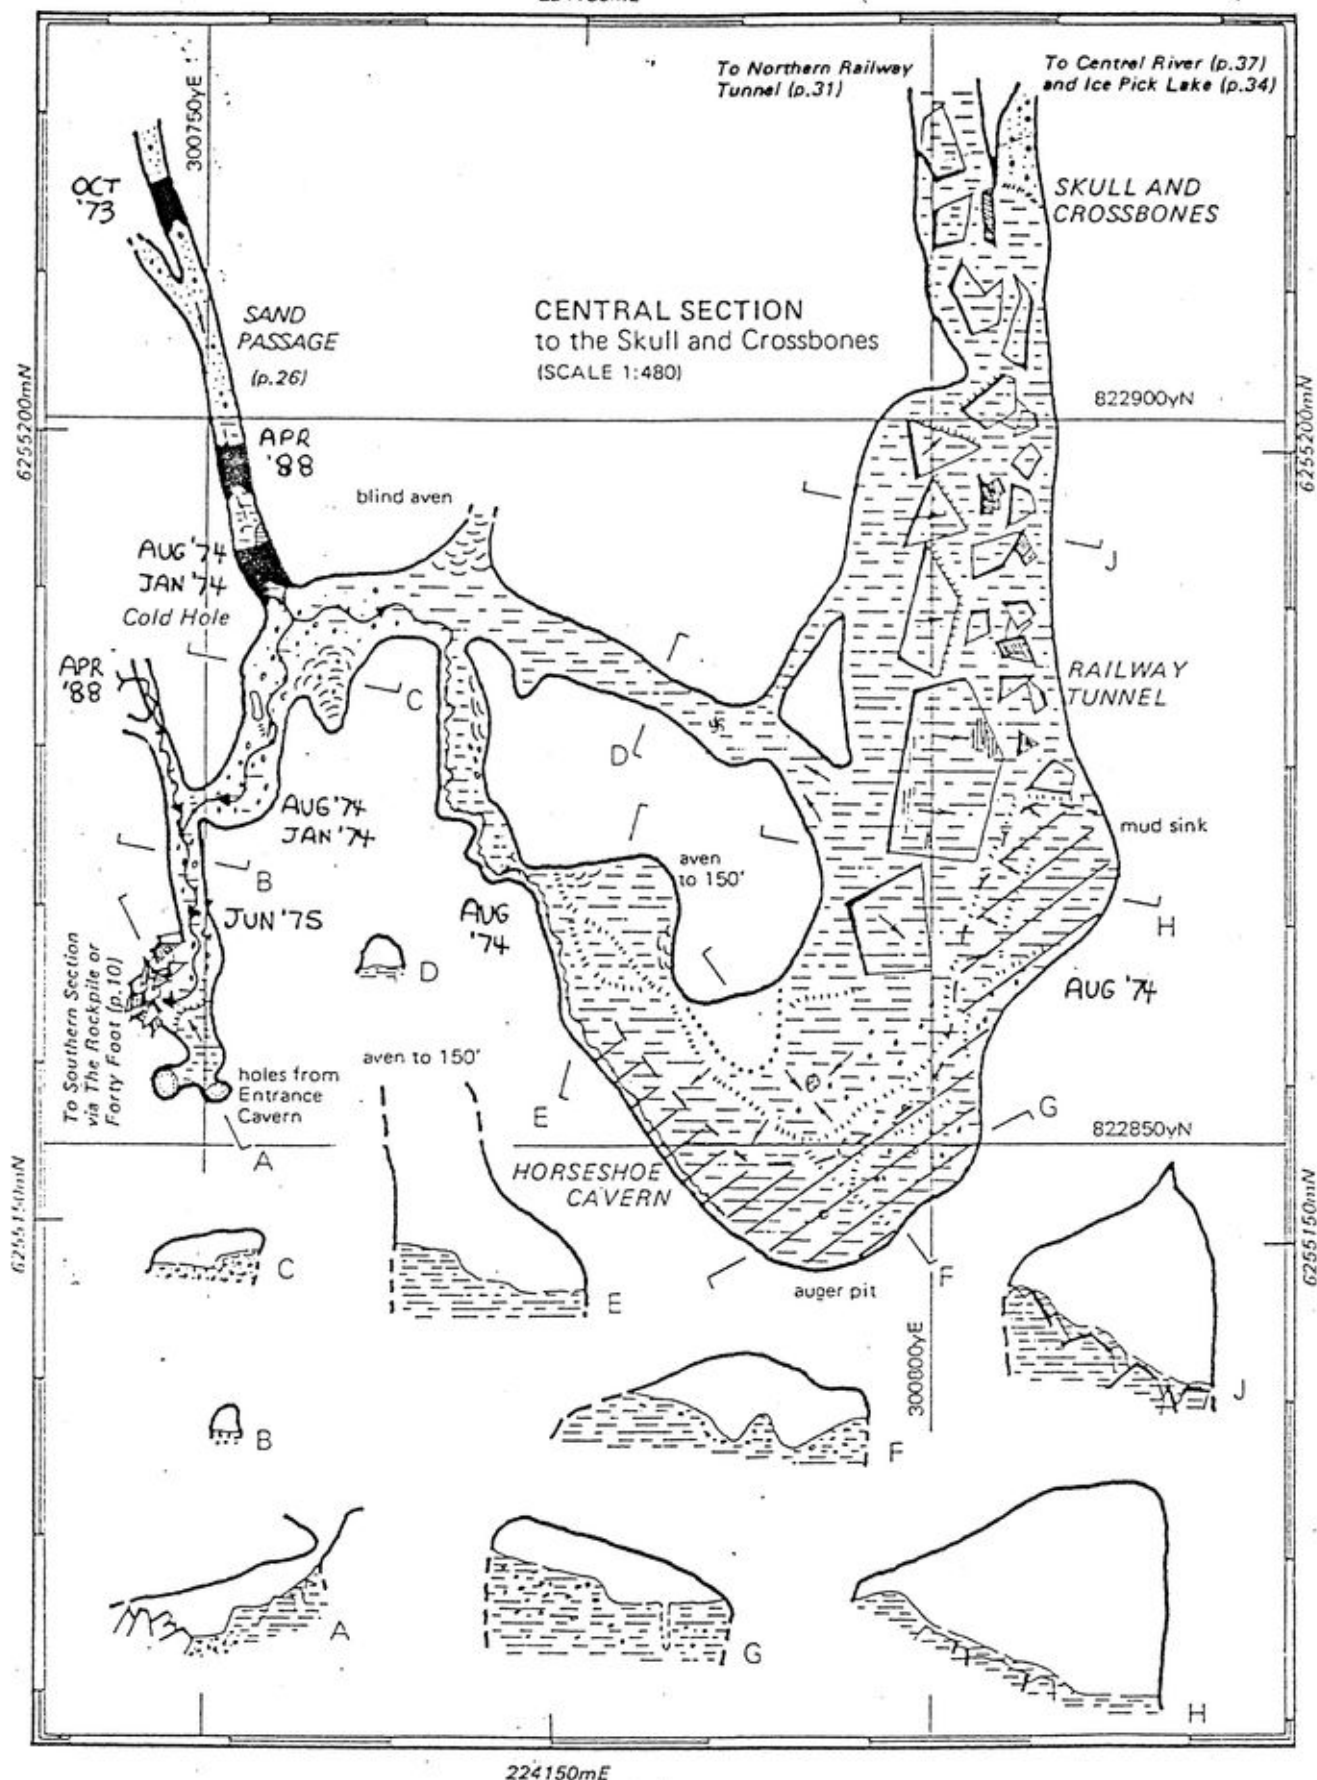 To Northern Railway
Tunnel (p.31)
To Central River (p.37)
and Ice Pick Lake (p.34)
300750yE
OCT
'73
SKULL AND
CROSSBONES
SAND
PASSAGE
(p.26)
CENTRAL SECTION
to the Skull and Crossbones
(SCALE 1:480)
822900yN
6255200mN
6255200mN
APR
'88
blind aven
AUG '74
JAN '74
Cold Hole
J
APR
'88
C
RAILWAY
TUNNEL
D
AUG '74
JAN '74
mud sink
aven
to 150'
B
JUN '75
AUG
'74
H
D
AUG '74
To Southern Section
via The Rockpile or
Forty Foot (p.10)
aven to 150'
holes from
Entrance
Cavern
E
G
822850yN
A
HORSESHOE
CAVERN
6255150mN
6255150mN
C
E
auger pit
F
300800yE
J
B
F
A
G
H
224150mE